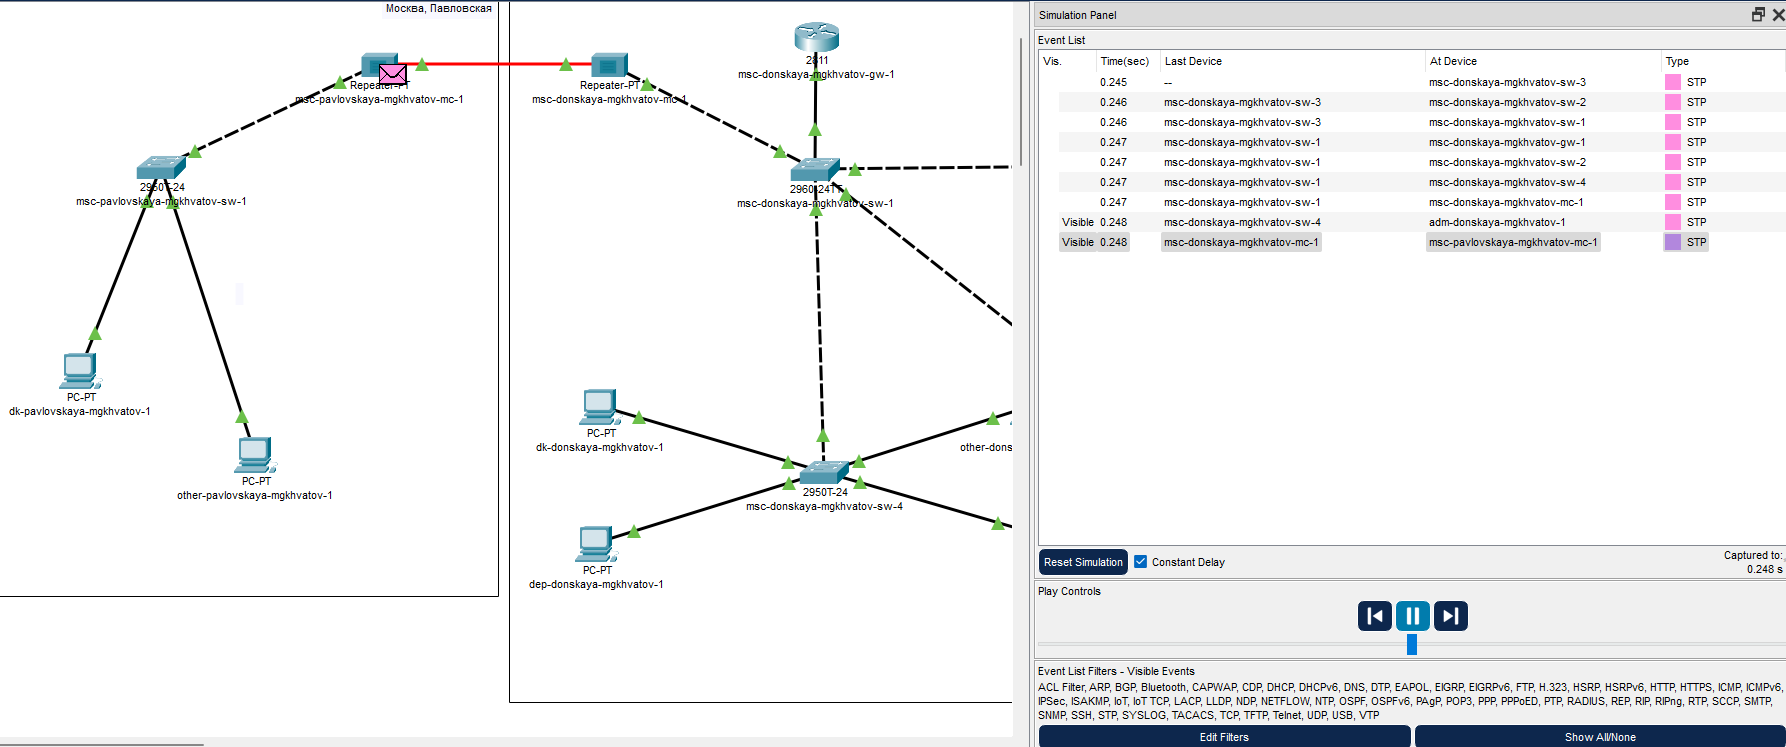 Москва, Павловская
Repeater-PT
msc-pavlovskaya-mgkhvatov-mc-1
Repeater-PT
msc-donskaya-mgkhvatov-mc-1
2811
msc-donskaya-mgkhvatov-gw-1
2950T-24
msc-pavlovskaya-mgkhvatov-sw-1
2960-24TT
msc-donskaya-mgkhvatov-sw-1
PC-PT
dk-pavlovskaya-mgkhvatov-1
PC-PT
other-pavlovskaya-mgkhvatov-1
PC-PT
dk-donskaya-mgkhvatov-1
other-dons
2950T-24
msc-donskaya-mgkhvatov-sw-4
PC-PT
dep-donskaya-mgkhvatov-1
Simulation Panel
Event List
Vis. Time(sec) Last Device At Device Type
0.245 -- msc-donskaya-mgkhvatov-sw-3 STP
0.246 msc-donskaya-mgkhvatov-sw-3 msc-donskaya-mgkhvatov-sw-2 STP
0.246 msc-donskaya-mgkhvatov-sw-3 msc-donskaya-mgkhvatov-sw-1 STP
0.247 msc-donskaya-mgkhvatov-sw-1 msc-donskaya-mgkhvatov-gw-1 STP
0.247 msc-donskaya-mgkhvatov-sw-1 msc-donskaya-mgkhvatov-sw-2 STP
0.247 msc-donskaya-mgkhvatov-sw-1 msc-donskaya-mgkhvatov-sw-4 STP
0.247 msc-donskaya-mgkhvatov-sw-1 msc-donskaya-mgkhvatov-mc-1 STP
Visible 0.248 msc-donskaya-mgkhvatov-sw-4 adm-donskaya-mgkhvatov-1 STP
Visible 0.248 msc-donskaya-mgkhvatov-mc-1 msc-pavlovskaya-mgkhvatov-mc-1 STP
Reset Simulation Constant Delay
Captured to:
0.248 s
Play Controls
Event List Filters - Visible Events
ACL Filter, ARP, BGP, Bluetooth, CAPWAP, CDP, DHCP, DHCPv6, DNS, DTP, EAPOL, EIGRP, EIGRPv6, FTP, H.323, HSRP, HSRPv6, HTTP, HTTPS, ICMP, ICMPv6,
IPSec, ISAKMP, IoT, IoT TCP, LACP, LLDP, NDP, NETFLOW, NTP, OSPF, OSPFv6, PAgP, POP3, PPP, PPPoED, PTP, RADIUS, REP, RIP, RIPng, RTP, SCCP, SMTP,
SNMP, SSH, STP, SYSLOG, TACACS, TCP, TFTP, Telnet, UDP, USB, VTP
Edit Filters
Show All/None